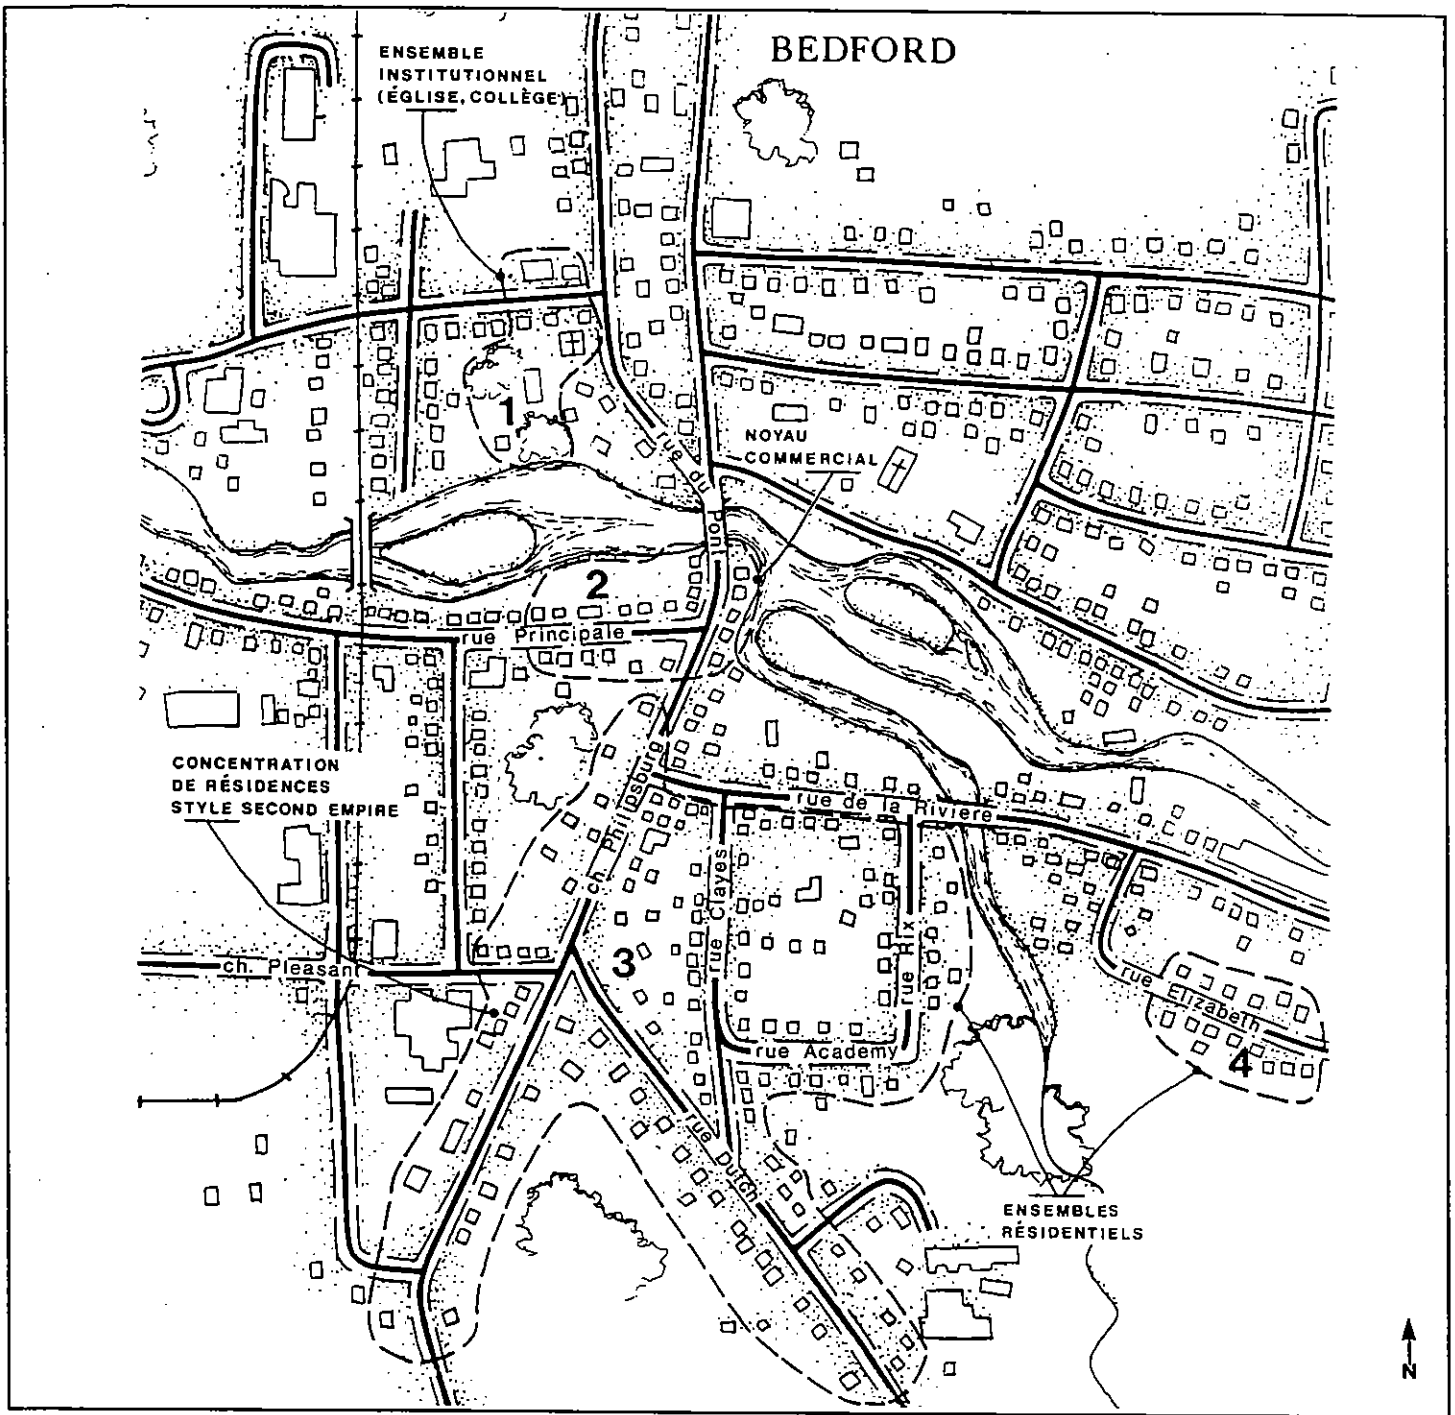 BEDFORD
ENSEMBLE
INSTITUTIONNEL
(ÉGLISE, COLLÈGE)
1
rue du Pont
NOYAU
COMMERCIAL
2
rue Principale
CONCENTRATION
DE RÉSIDENCES
STYLE SECOND EMPIRE
ch. Philipsburg
rue de la Rivière
rue Clayes
rue Rix
3
ch. Pleasant
rue Elizabeth
rue Academy
4
rue Dutch
ENSEMBLES
RÉSIDENTIELS
N